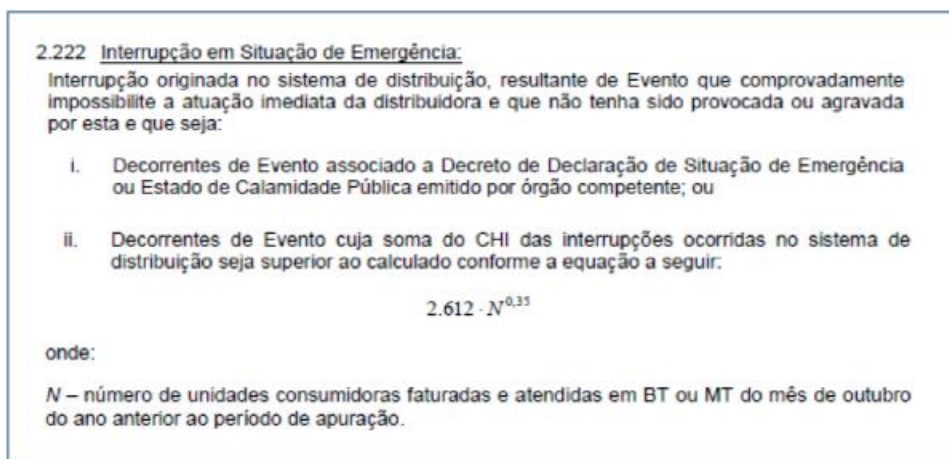 2.222 Interrupção em Situação de Emergência:
Interrupção originada no sistema de distribuição, resultante de Evento que comprovadamente
impossibilite a atuação imediata da distribuidora e que não tenha sido provocada ou agravada
por esta e que seja:
i. Decorrentes de Evento associado a Decreto de Declaração de Situação de Emergência
ou Estado de Calamidade Pública emitido por órgão competente; ou
ii. Decorrentes de Evento cuja soma do CHI das interrupções ocorridas no sistema de
distribuição seja superior ao calculado conforme a equação a seguir:
2.612 · N^0,35
onde:
N – número de unidades consumidoras faturadas e atendidas em BT ou MT do mês de outubro
do ano anterior ao período de apuração.